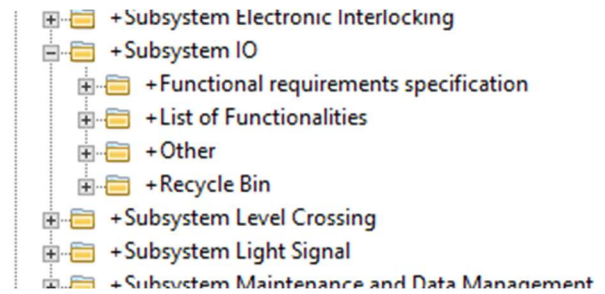 +Subsystem Electronic Interlocking
+Subsystem IO
+Functional requirements specification
+List of Functionalities
+Other
+Recycle Bin
+Subsystem Level Crossing
+Subsystem Light Signal
+Subsystem Maintenance and Data Management